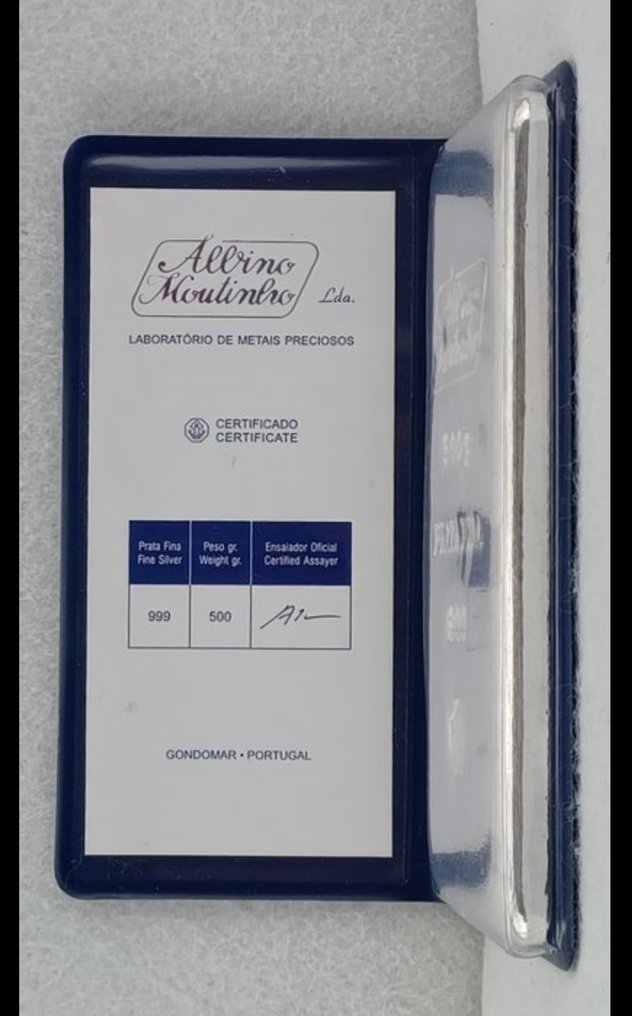 Albino
Moutinho Lda.
LABORATÓRIO DE METAIS PRECIOSOS
CERTIFICADO
CERTIFICATE
Prata Fina Peso gr. Ensaiador Oficial
Fine Silver Weight gr. Certified Assayer
999 500
GONDOMAR • PORTUGAL